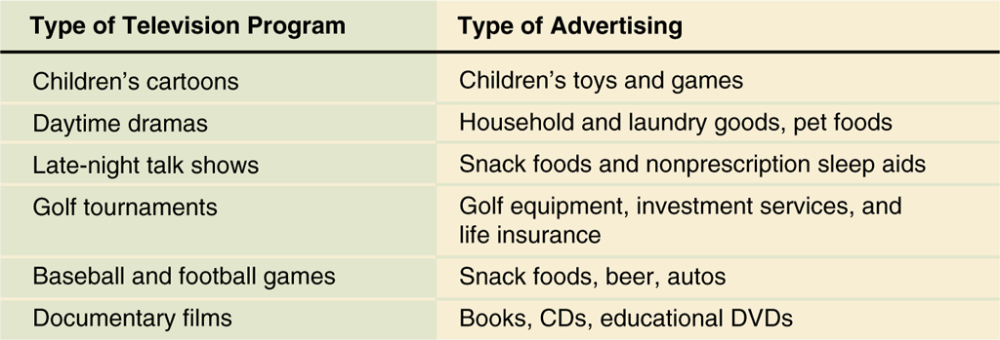 Type of Television Program Type of Advertising
Children’s cartoons Children’s toys and games
Daytime dramas Household and laundry goods, pet foods
Late-night talk shows Snack foods and nonprescription sleep aids
Golf tournaments Golf equipment, investment services, and
life insurance
Baseball and football games Snack foods, beer, autos
Documentary films Books, CDs, educational DVDs